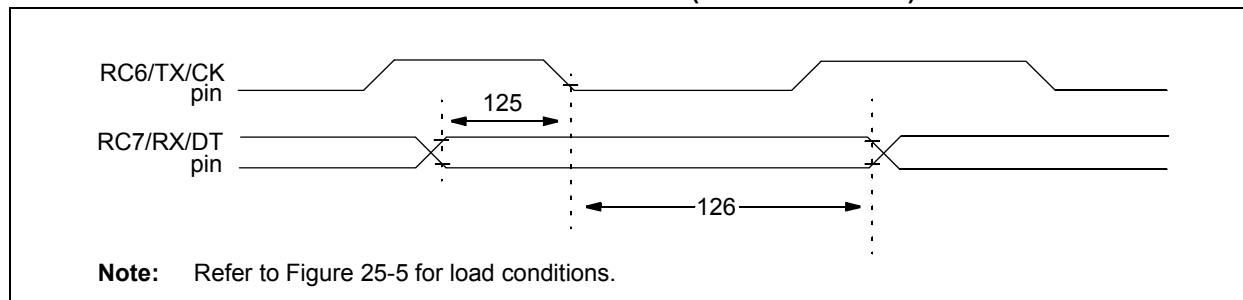 RC6/TX/CK
pin
125
RC7/RX/DT
pin
126
Note: Refer to Figure 25-5 for load conditions.